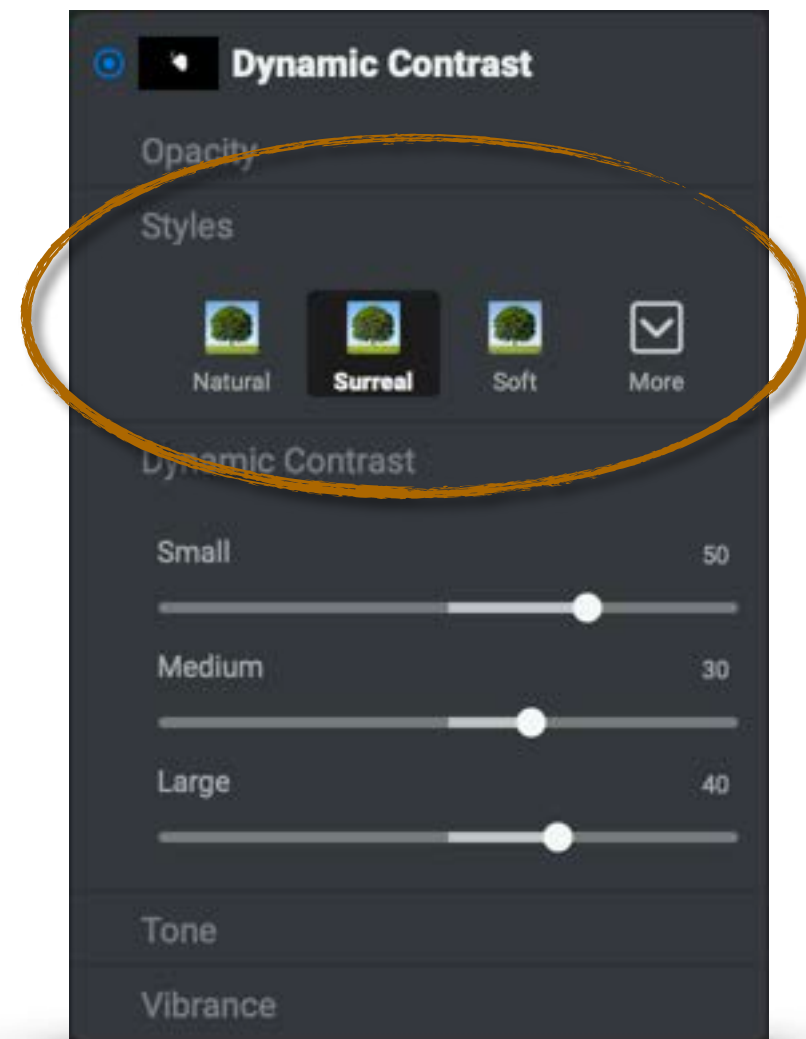 Dynamic Contrast
Opacity
Styles
Natural Surreal Soft More
Dynamic Contrast
Small 50
Medium 30
Large 40
Tone
Vibrance